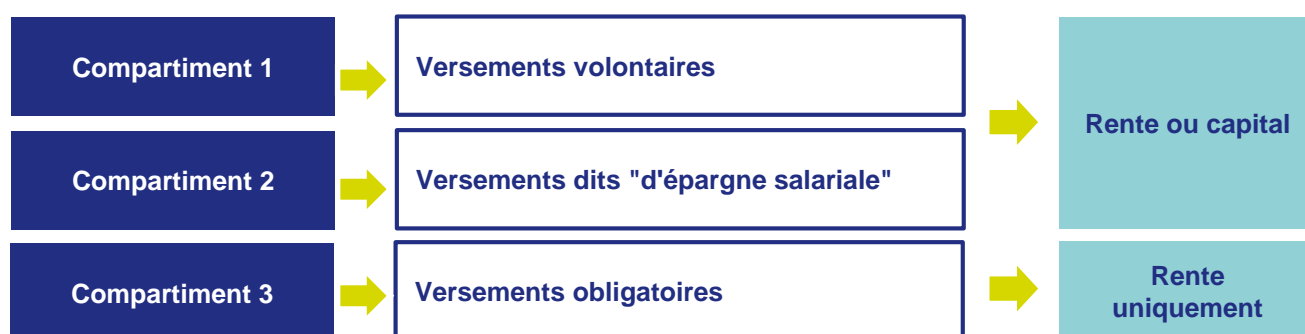 Compartiment 1
Versements volontaires
Rente ou capital
Compartiment 2
Versements dits "d'épargne salariale"
Compartiment 3
Versements obligatoires
Rente
uniquement